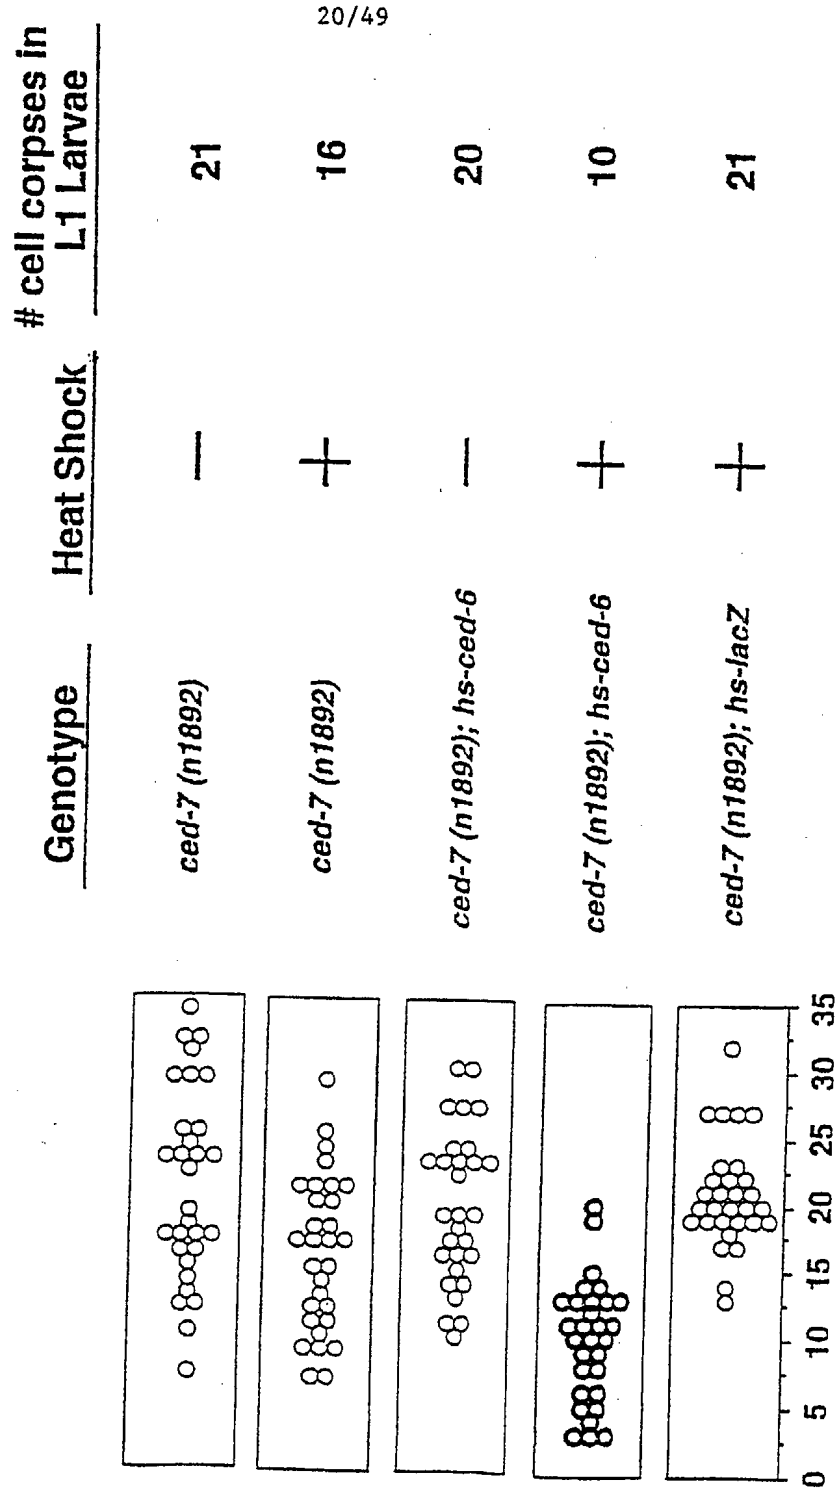 20/49
Genotype
Heat Shock
# cell corpses in
L1 Larvae
ced-7 (n1892)
—
21
ced-7 (n1892)
+
16
ced-7 (n1892); hs-ced-6
—
20
ced-7 (n1892); hs-ced-6
+
10
ced-7 (n1892); hs-lacZ
+
21
0 5 10 15 20 25 30 35